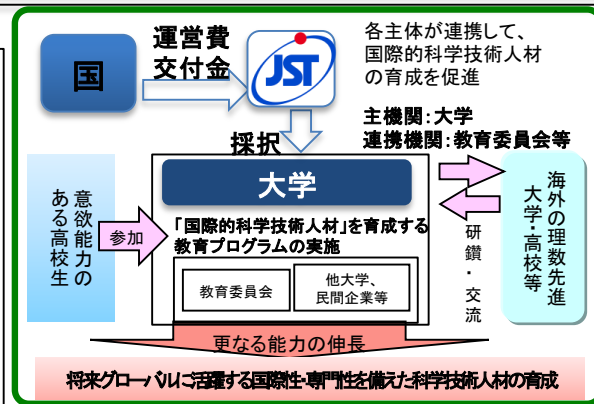 国
運営費
交付金
JST
各主体が連携して、
国際的科学技術人材
の育成を促進
採択
主機関：大学
連携機関：教育委員会等
意欲能力の
ある高校生
参加
大学
「国際的科学技術人材」を育成する
教育プログラムの実施
教育委員会
他大学、
民間企業等
研鑽・交流
海外の理数先進
大学・高校等
更なる能力の伸長
将来グローバルに活躍する国際性・専門性を備えた科学技術人材の育成